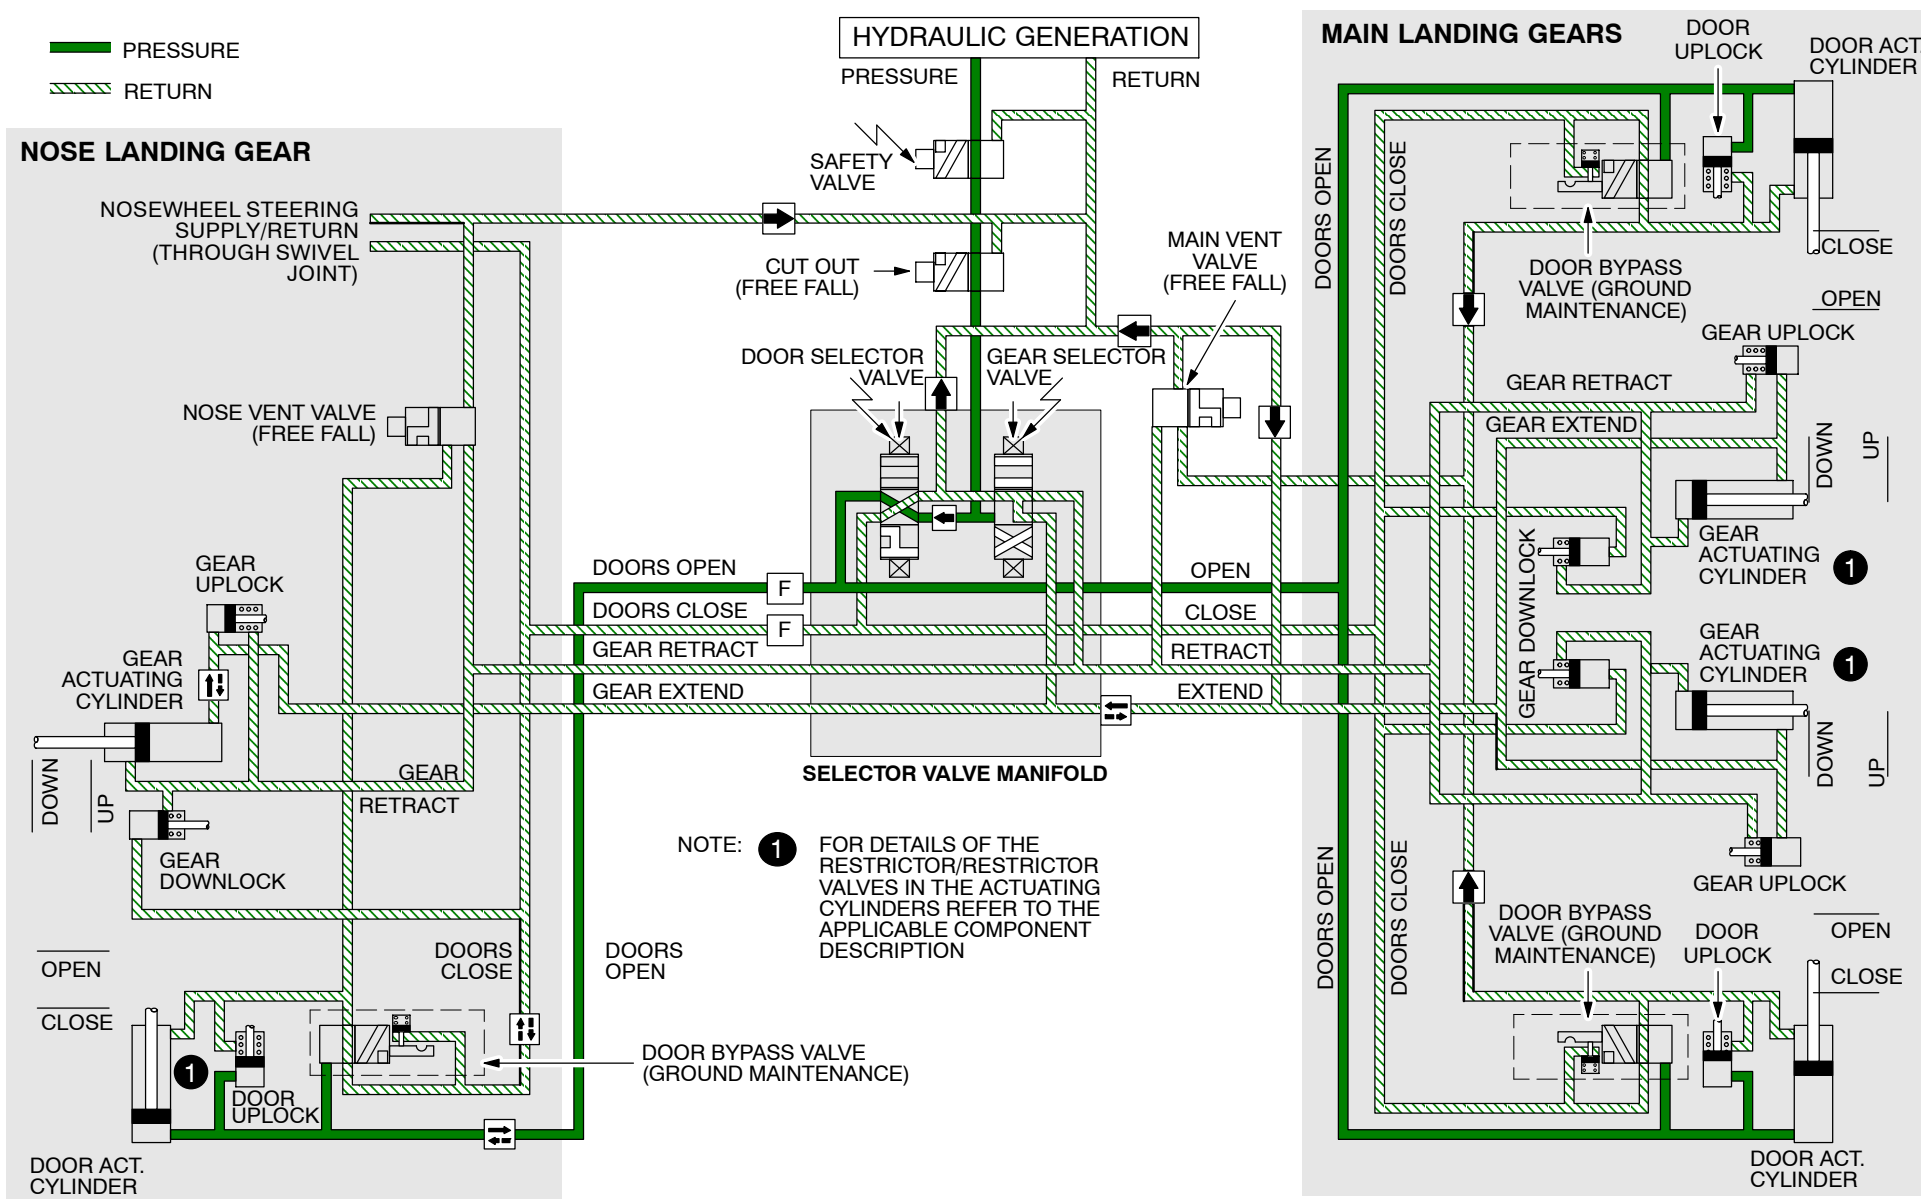 HYDRAULIC GENERATION
PRESSURE
RETURN
PRESSURE
RETURN
NOSE LANDING GEAR
NOSEWHEEL STEERING
SUPPLY/RETURN
(THROUGH SWIVEL
JOINT)
SAFETY
VALVE
CUT OUT
(FREE FALL)
MAIN VENT
VALVE
(FREE FALL)
DOOR SELECTOR
VALVE
GEAR SELECTOR
VALVE
NOSE VENT VALVE
(FREE FALL)
GEAR
UPLOCK
GEAR
ACTUATING
CYLINDER
DOWN
UP
GEAR
RETRACT
GEAR
DOWNLOCK
OPEN
CLOSE
DOORS
CLOSE
DOORS
OPEN
1
DOOR
UPLOCK
DOOR ACT.
CYLINDER
DOOR BYPASS VALVE
(GROUND MAINTENANCE)
DOORS OPEN
F
OPEN
DOORS CLOSE
F
CLOSE
GEAR RETRACT
RETRACT
GEAR EXTEND
EXTEND
SELECTOR VALVE MANIFOLD
NOTE: 1 FOR DETAILS OF THE
RESTRICTOR/RESTRICTOR
VALVES IN THE ACTUATING
CYLINDERS REFER TO THE
APPLICABLE COMPONENT
DESCRIPTION
MAIN LANDING GEARS
DOOR
UPLOCK
DOOR ACT.
CYLINDER
DOORS OPEN
DOORS CLOSE
CLOSE
OPEN
DOOR BYPASS
VALVE (GROUND
MAINTENANCE)
GEAR UPLOCK
GEAR RETRACT
GEAR EXTEND
DOWN
UP
GEAR
ACTUATING
CYLINDER
1
GEAR DOWNLOCK
GEAR
ACTUATING
CYLINDER
1
DOWN
UP
GEAR UPLOCK
DOORS OPEN
DOORS CLOSE
DOOR BYPASS
VALVE (GROUND
MAINTENANCE)
DOOR
UPLOCK
OPEN
CLOSE
DOOR ACT.
CYLINDER